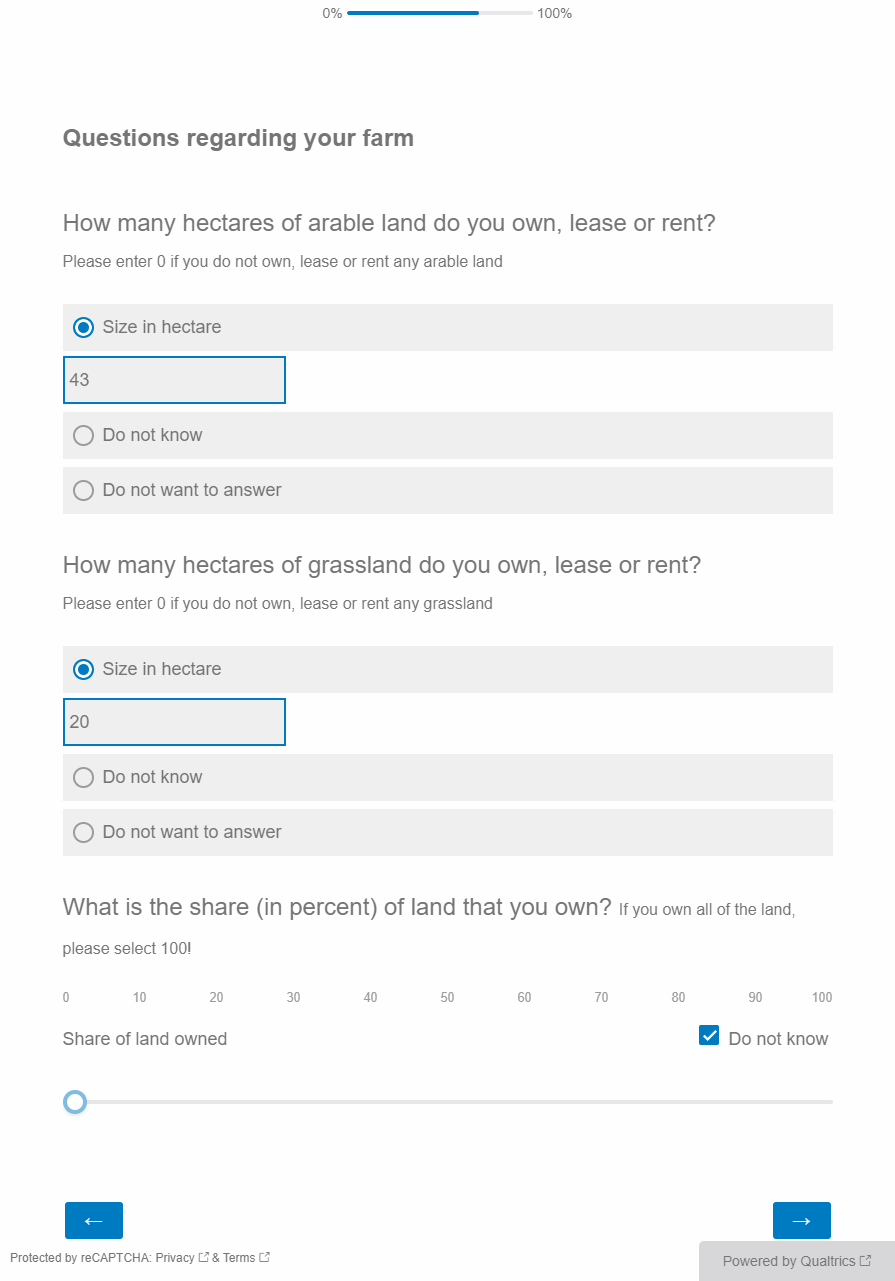 0% 100%
Questions regarding your farm
How many hectares of arable land do you own, lease or rent?
Please enter 0 if you do not own, lease or rent any arable land
Size in hectare
43
Do not know
Do not want to answer
How many hectares of grassland do you own, lease or rent?
Please enter 0 if you do not own, lease or rent any grassland
Size in hectare
20
Do not know
Do not want to answer
What is the share (in percent) of land that you own? If you own all of the land,
please select 100!
0 10 20 30 40 50 60 70 80 90 100
Share of land owned Do not know
← →
Protected by reCAPTCHA: Privacy & Terms
Powered by Qualtrics